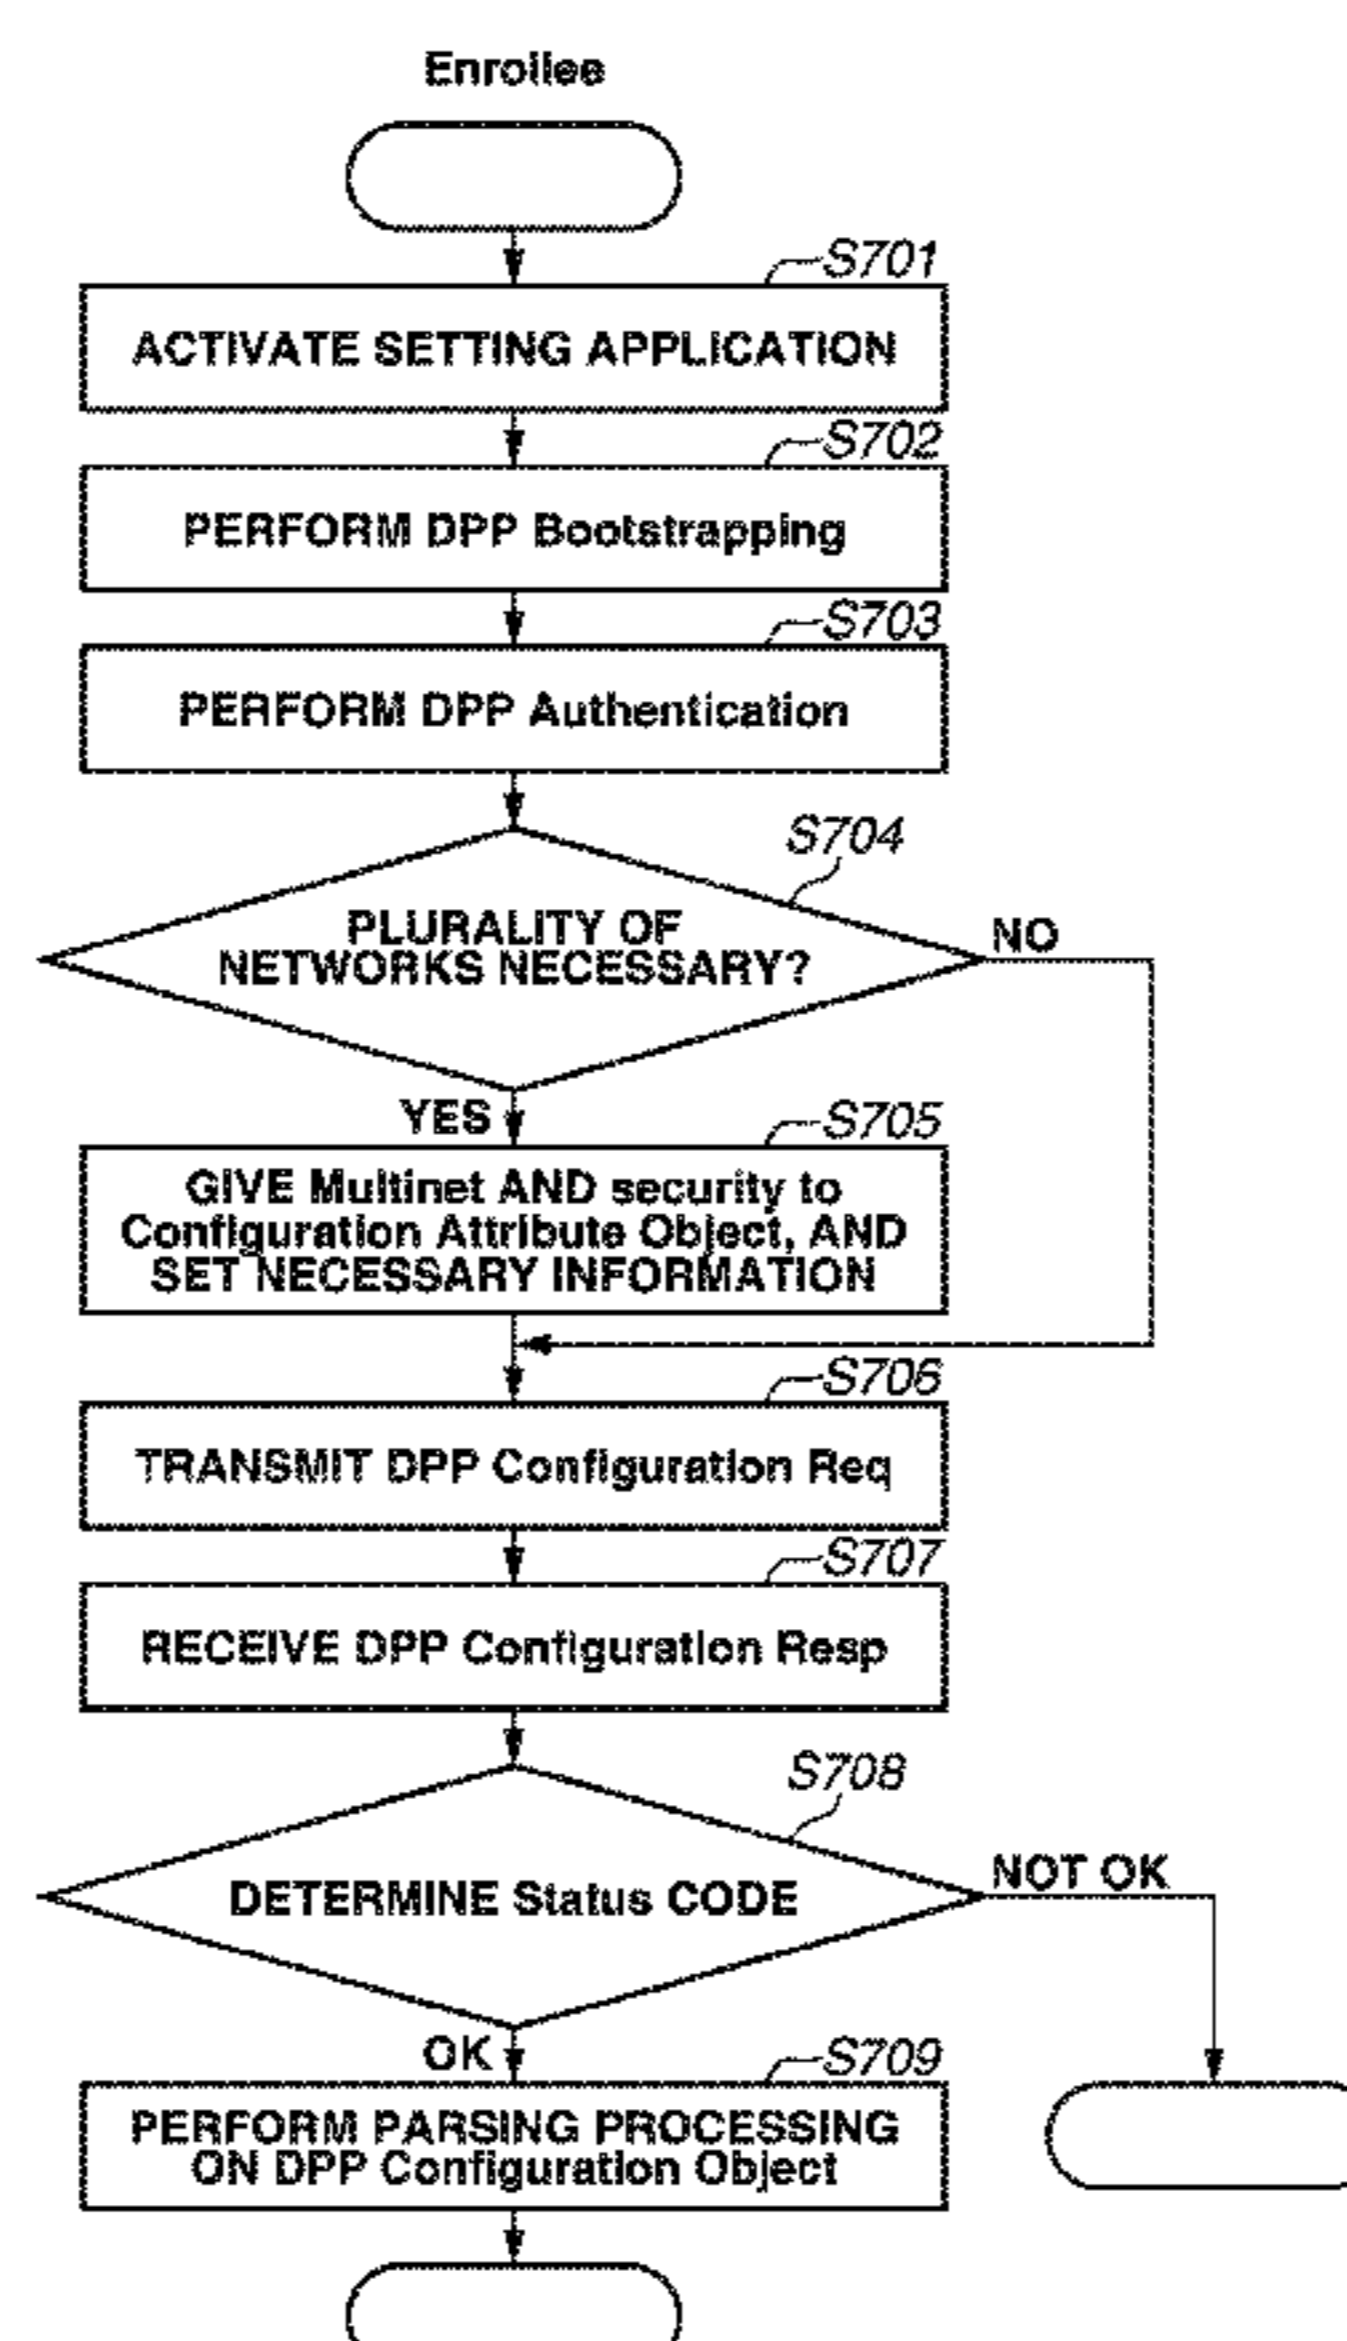 Enrollee
S701
ACTIVATE SETTING APPLICATION
S702
PERFORM DPP Bootstrapping
S703
PERFORM DPP Authentication
S704
PLURALITY OF
NETWORKS NECESSARY?
NO
YES
S705
GIVE Multinet AND security to
Configuration Attribute Object, AND
SET NECESSARY INFORMATION
S706
TRANSMIT DPP Configuration Req
S707
RECEIVE DPP Configuration Resp
S708
DETERMINE Status CODE
NOT OK
OK
S709
PERFORM PARSING PROCESSING
ON DPP Configuration Object